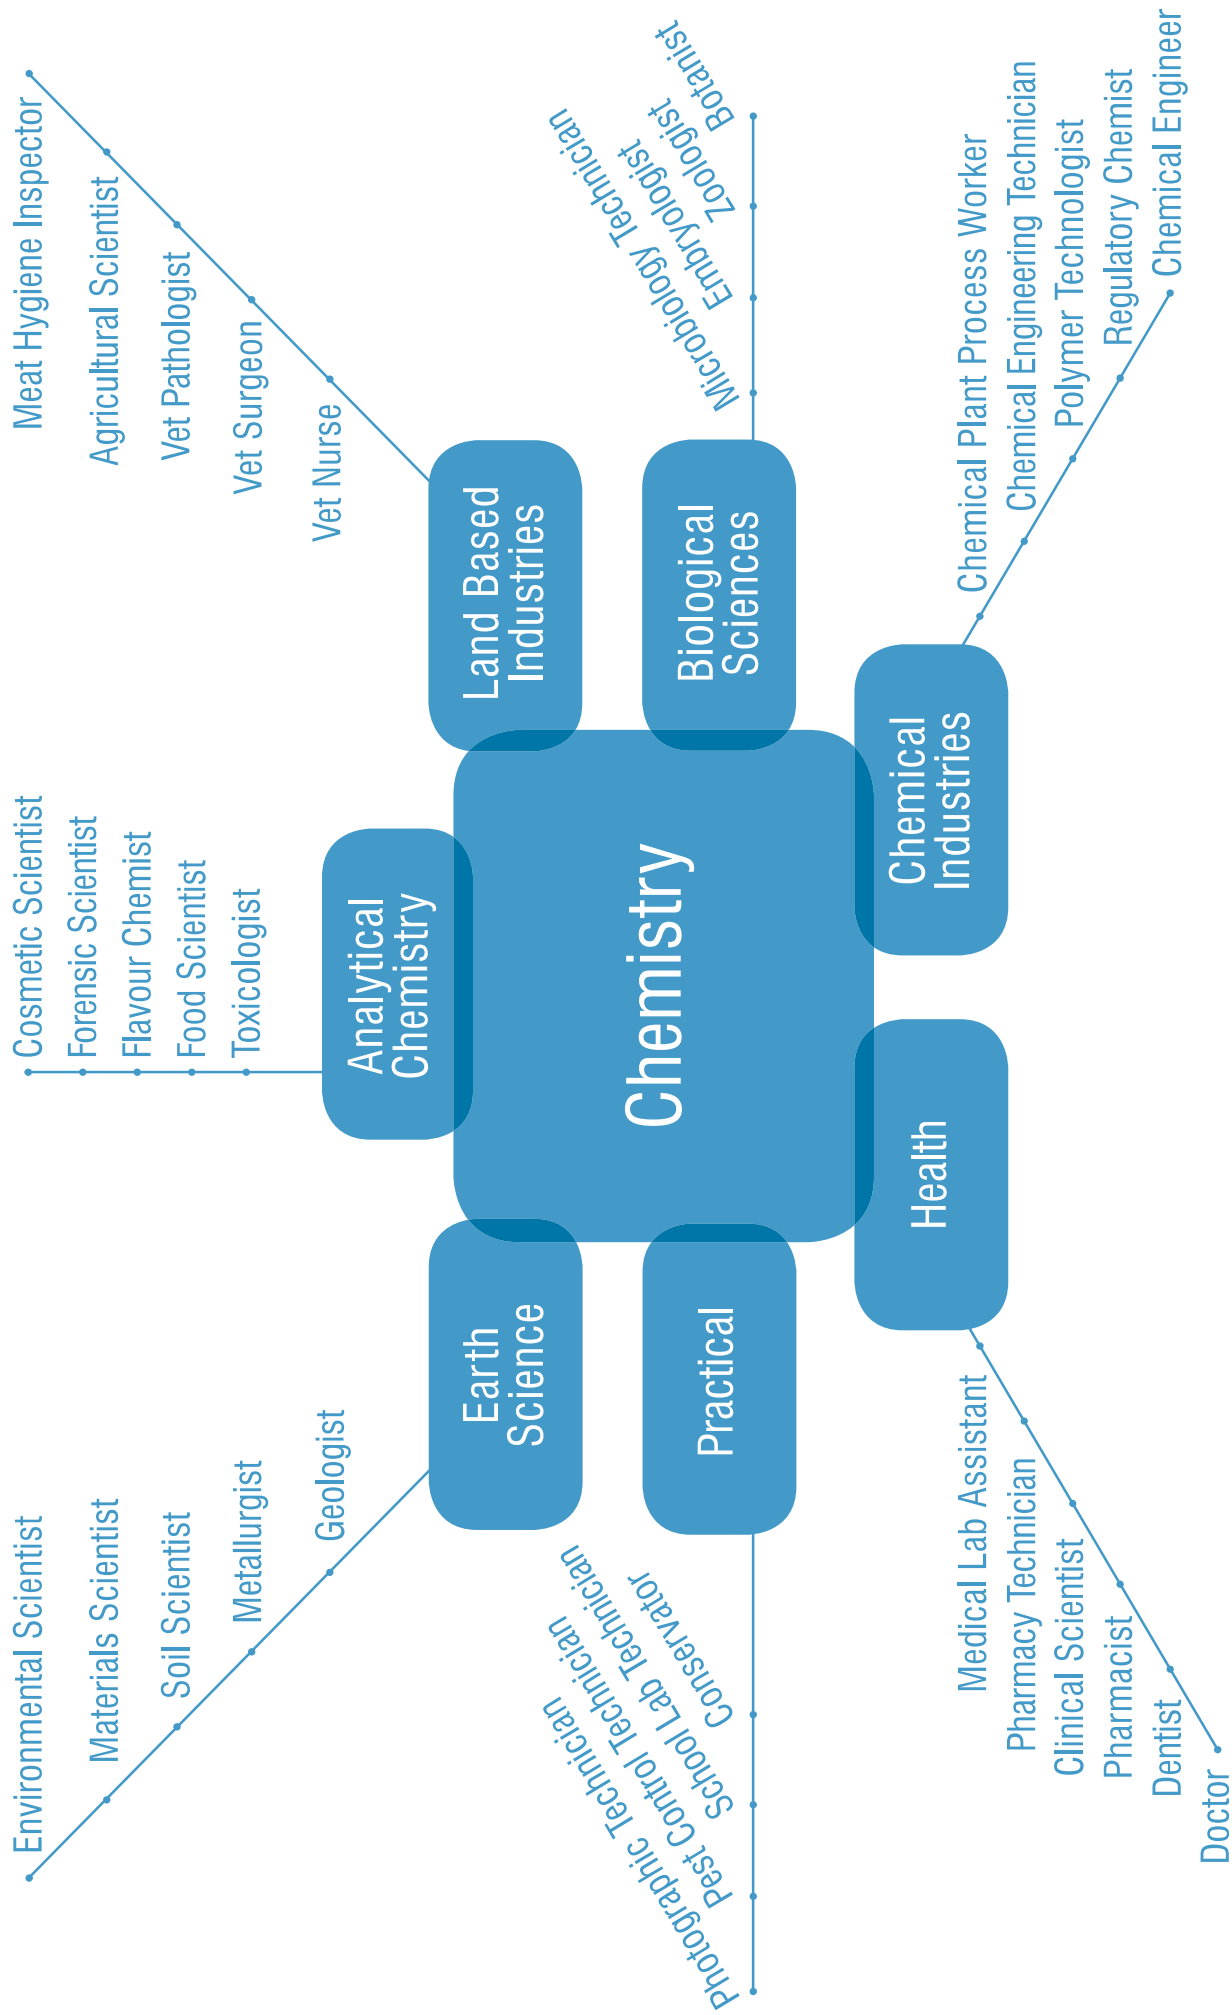 Environmental Scientist
Materials Scientist
Soil Scientist
Metallurgist
Geologist
Earth
Science
Cosmetic Scientist
Forensic Scientist
Flavour Chemist
Food Scientist
Toxicologist
Analytical
Chemistry
Meat Hygiene Inspector
Agricultural Scientist
Vet Pathologist
Vet Surgeon
Vet Nurse
Land Based
Industries
Photographic Technician
Pest Control Technician
School Lab Technician
Conservator
Practical
Chemistry
Biological
Sciences
Microbiology Technician
Embryologist
Zoologist
Botanist
Health
Medical Lab Assistant
Pharmacy Technician
Clinical Scientist
Pharmacist
Dentist
Doctor
Chemical
Industries
Chemical Plant Process Worker
Chemical Engineering Technician
Polymer Technologist
Regulatory Chemist
Chemical Engineer